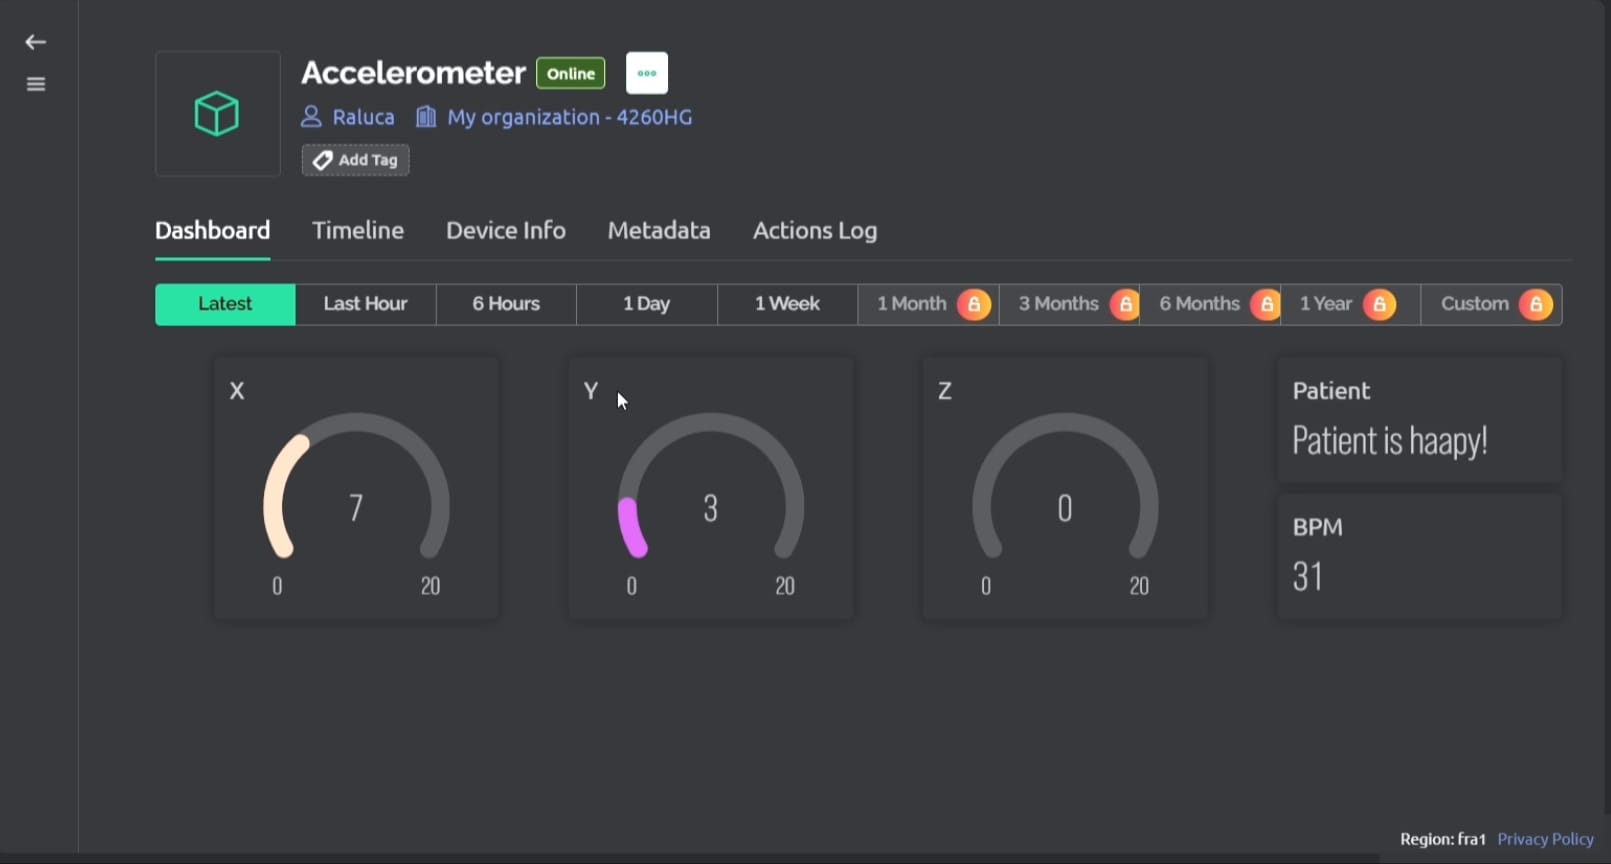 Accelerometer Online
Raluca My organization - 4260HG
Add Tag
Dashboard Timeline Device Info Metadata Actions Log
Latest Last Hour 6 Hours 1 Day 1 Week 1 Month 3 Months 6 Months 1 Year Custom
X
7
0 20
Y
3
0 20
Z
0
0 20
Patient
Patient is haapy!
BPM
31
Region: fra1 Privacy Policy